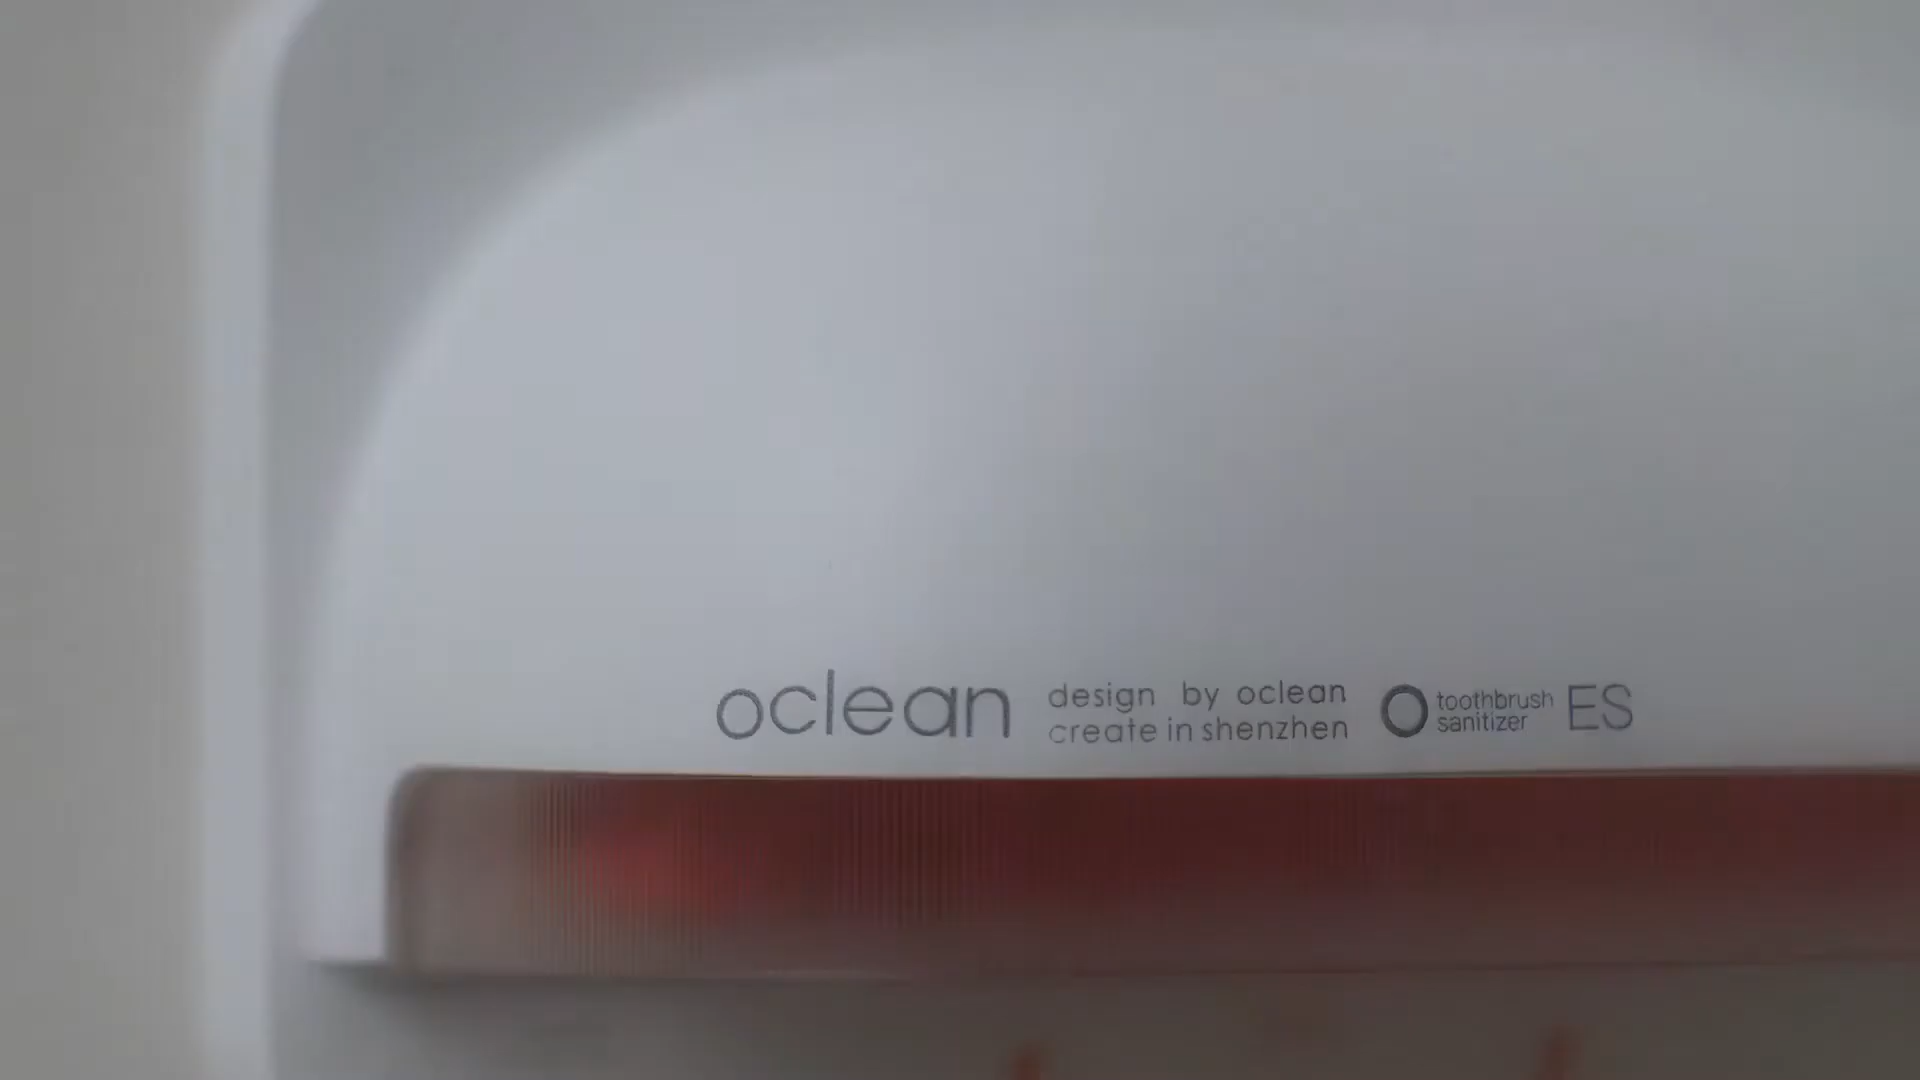 oclean
design by oclean
create in shenzhen
toothbrush
sanitizer
ES